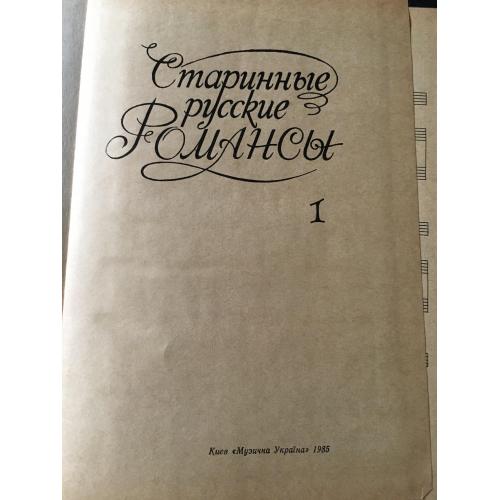 Старинные
русские
РОМАНСЫ
1
Киев «Музична Україна» 1985